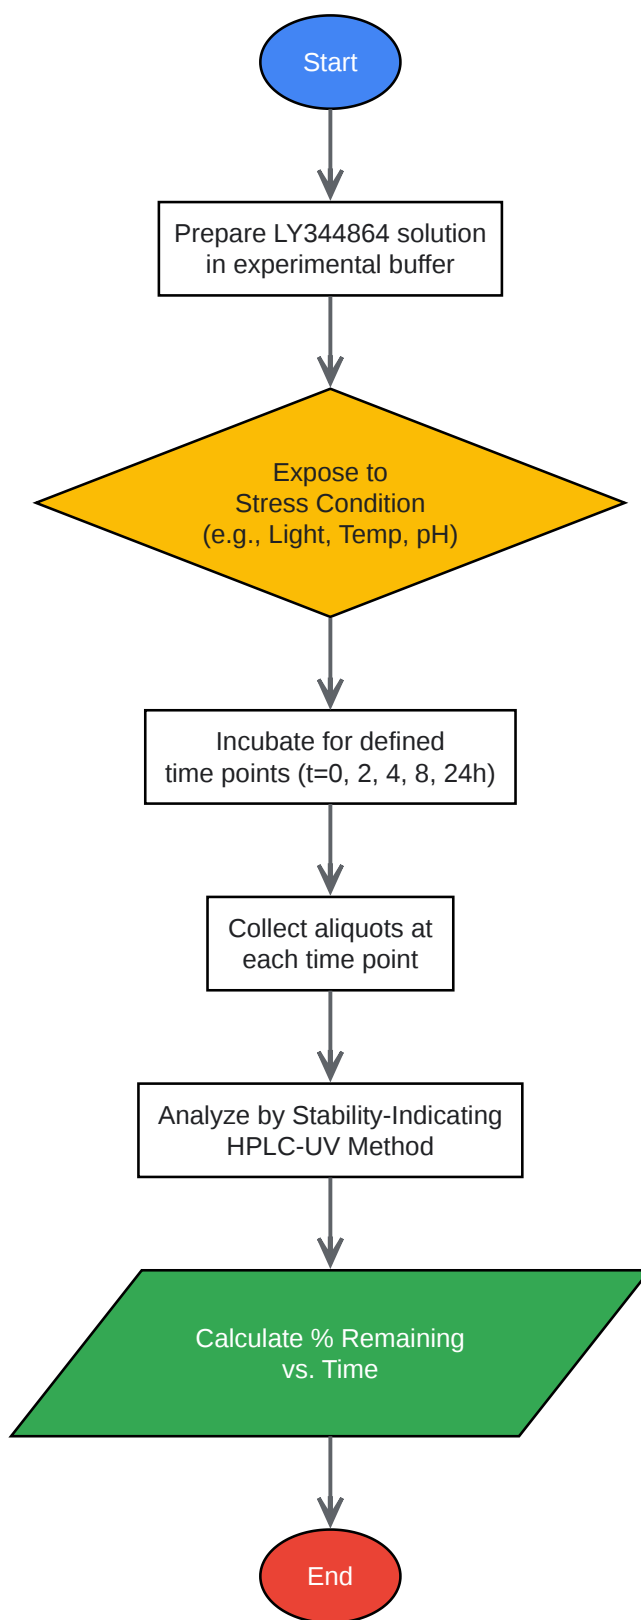 Start
Prepare LY344864 solution
in experimental buffer
Expose to
Stress Condition
(e.g., Light, Temp, pH)
Incubate for defined
time points (t=0, 2, 4, 8, 24h)
Collect aliquots at
each time point
Analyze by Stability-Indicating
HPLC-UV Method
Calculate % Remaining
vs. Time
End